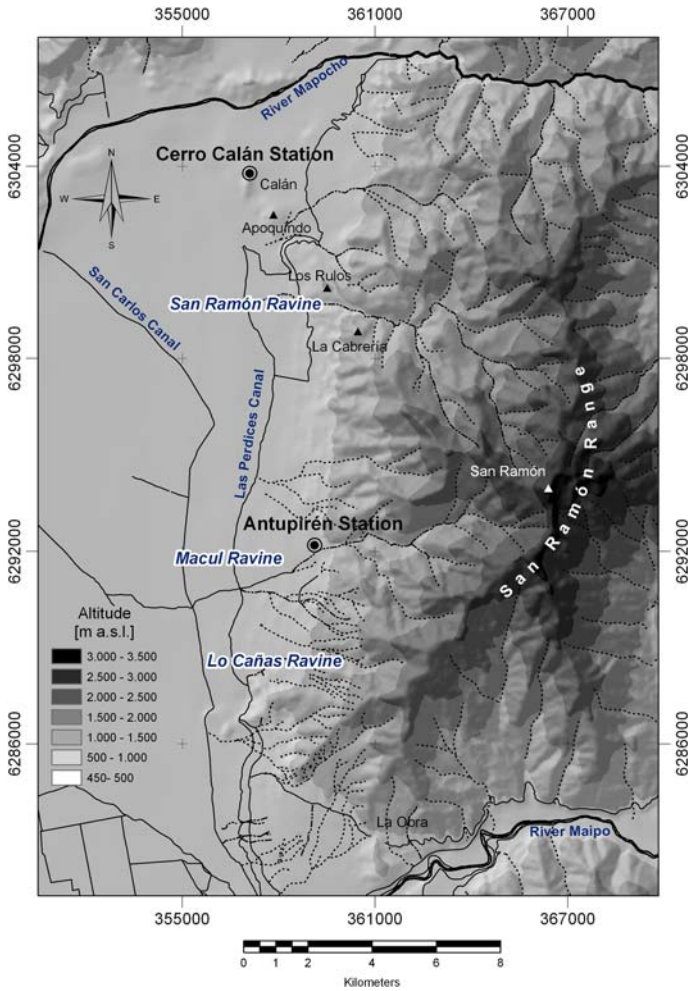 355000
361000
367000
River Mapocho
6304000
6304000
Cerro Calán Station
N
W
E
S
Calán
Apoquindo
San Carlos Canal
Los Rulos
San Ramón Ravine
La Cabrería
6298000
6298000
Las Perdices Canal
San Ramón Range
San Ramón
Antupirén Station
6292000
6292000
Macul Ravine
Altitude
[m a.s.l.]
3.000 - 3.500
2.500 - 3.000
2.000 - 2.500
1.500 - 2.000
1.000 - 1.500
500 - 1.000
450- 500
Lo Cañas Ravine
6286000
6286000
La Obra
River Maipo
355000
361000
367000
0 1 2 4 6 8
Kilometers